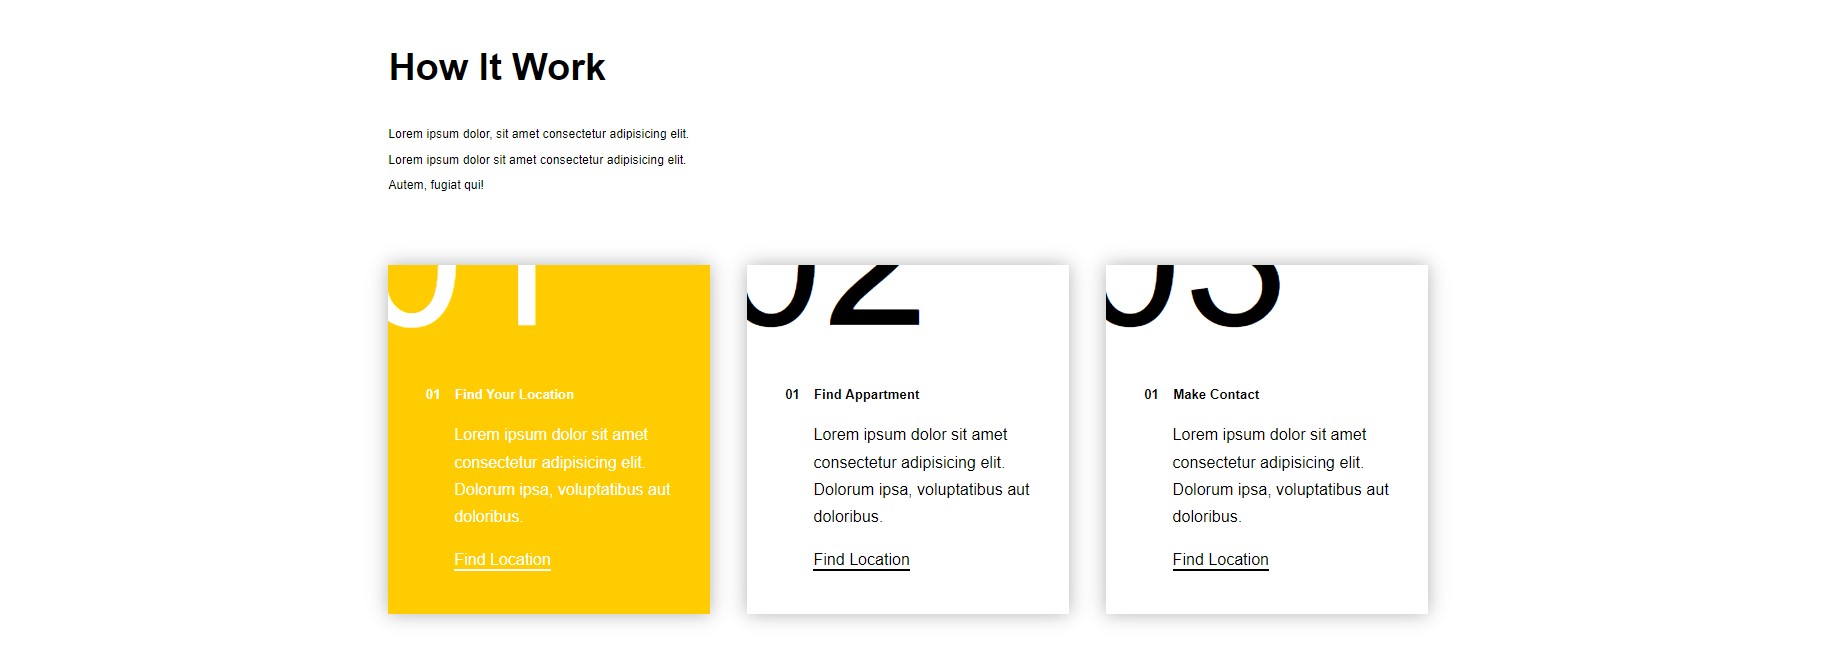 How It Work
Lorem ipsum dolor, sit amet consectetur adipisicing elit.
Lorem ipsum dolor sit amet consectetur adipisicing elit.
Autem, fugiat qui!
01
01 Find Your Location
Lorem ipsum dolor sit amet
consectetur adipisicing elit.
Dolorum ipsa, voluptatibus aut
doloribus.
Find Location
02
01 Find Appartment
Lorem ipsum dolor sit amet
consectetur adipisicing elit.
Dolorum ipsa, voluptatibus aut
doloribus.
Find Location
03
01 Make Contact
Lorem ipsum dolor sit amet
consectetur adipisicing elit.
Dolorum ipsa, voluptatibus aut
doloribus.
Find Location